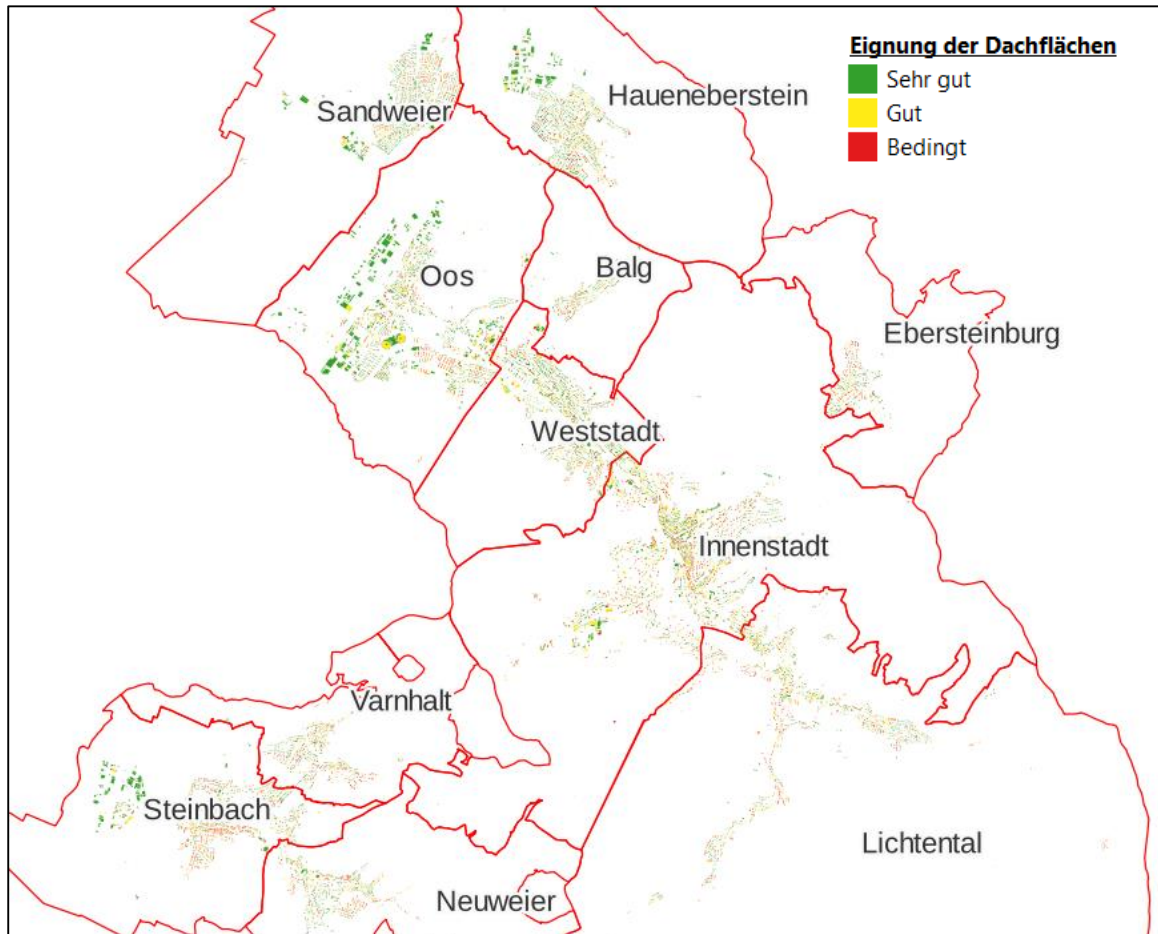 Eignung der Dachflächen
Sehr gut
Gut
Bedingt
Haueneberstein
Sandweier
Oos
Balg
Ebersteinburg
Weststadt
Innenstadt
Varnhalt
Steinbach
Lichtental
Neuweier